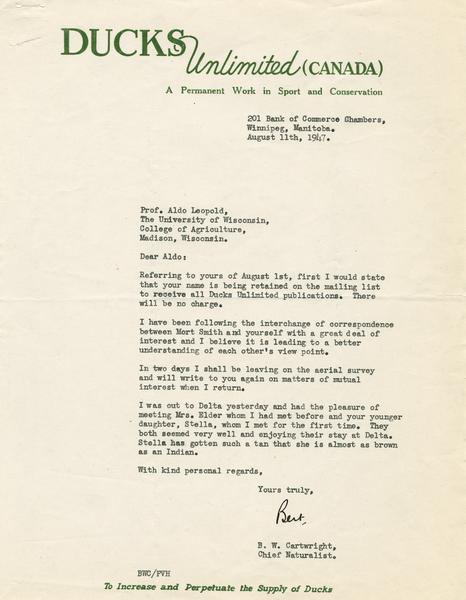 DUCKS
Unlimited (CANADA)
A Permanent Work in Sport and Conservation
201 Bank of Commerce Chambers,
Winnipeg, Manitoba.
August 11th, 1947.
Prof. Aldo Leopold,
The University of Wisconsin,
College of Agriculture,
Madison, Wisconsin.
Dear Aldo:
Referring to yours of August 1st, first I would state
that your name is being retained on the mailing list
to receive all Ducks Unlimited publications. There
will be no charge.
I have been following the interchange of correspondence
between Mort Smith and yourself with a great deal of
interest and I believe it is leading to a better
understanding of each other's view point.
In two days I shall be leaving on the aerial survey
and will write to you again on matters of mutual
interest when I return.
I was out to Delta yesterday and had the pleasure of
meeting Mrs. Elder whom I had met before and your younger
daughter, Stella, whom I met for the first time. They
both seemed very well and enjoying their stay at Delta.
Stella has gotten such a tan that she is almost as brown
as an Indian.
With kind personal regards,
Yours truly,
Bert.
B. W. Cartwright,
Chief Naturalist.
BWC/PVH
To Increase and Perpetuate the Supply of Ducks